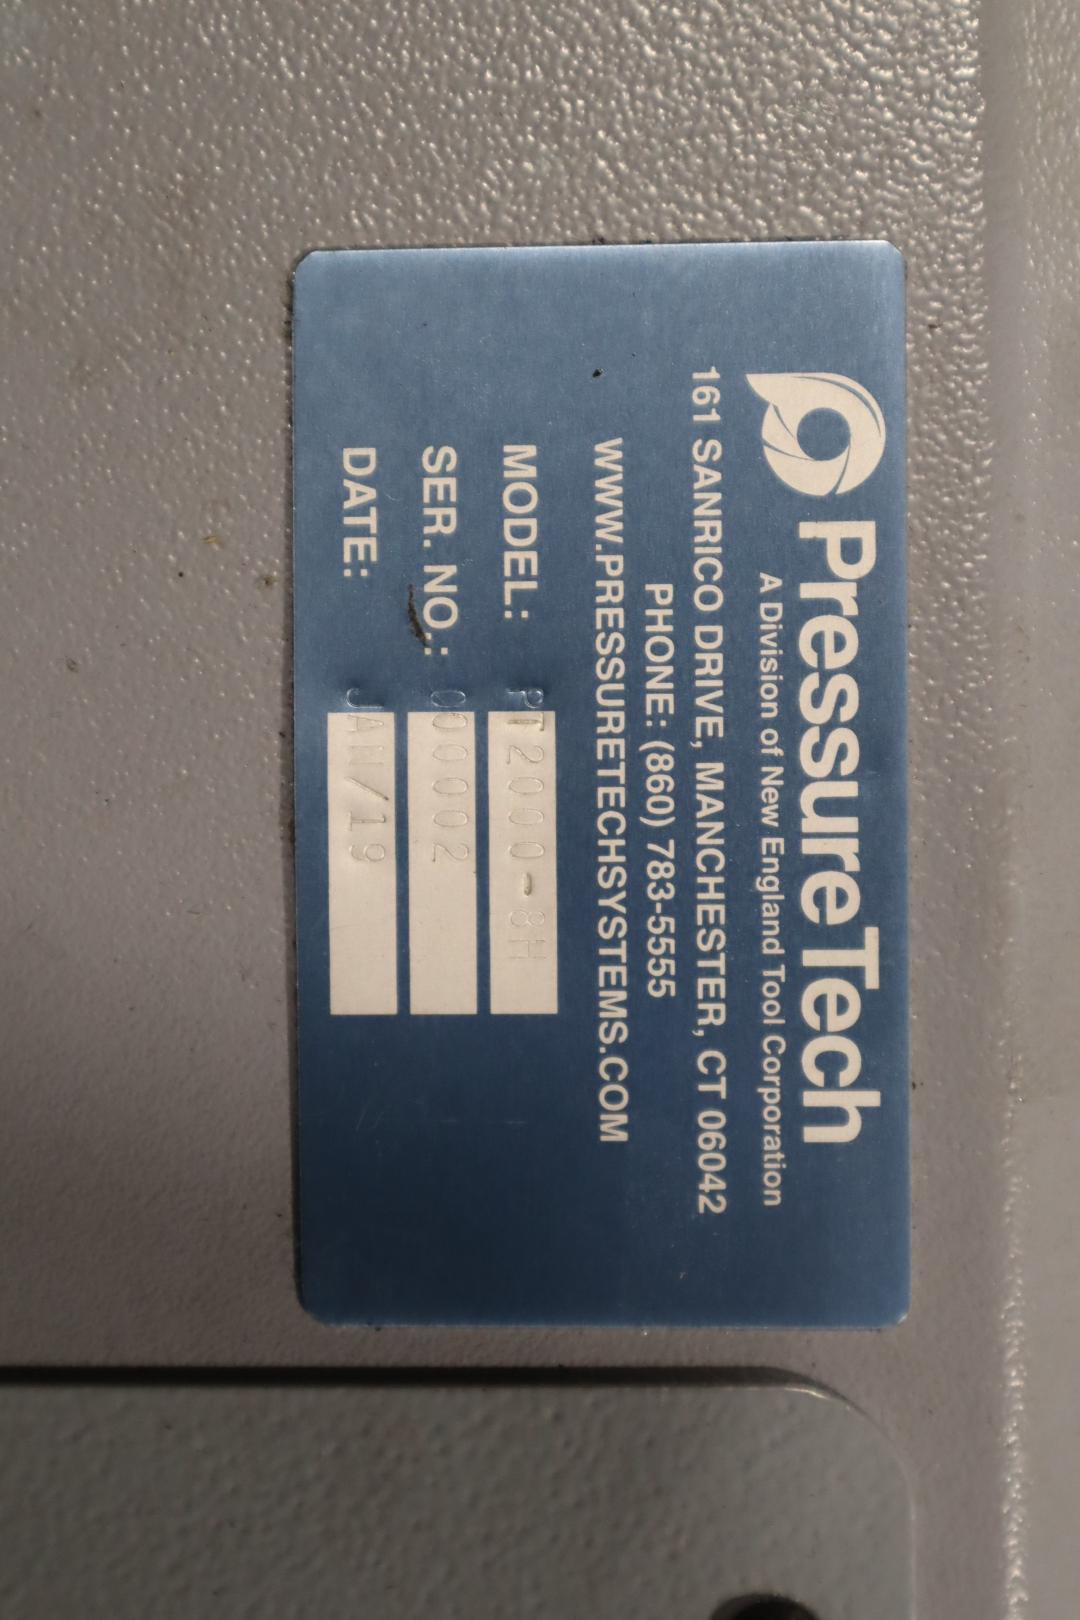 PressureTech
A Division of New England Tool Corporation
161 SANRICO DRIVE, MANCHESTER, CT 06042
PHONE: (860) 783-5555
WWW.PRESSURETECHSYSTEMS.COM
MODEL: PT2000-8H
SER. NO.: 00002
DATE: JAN/19